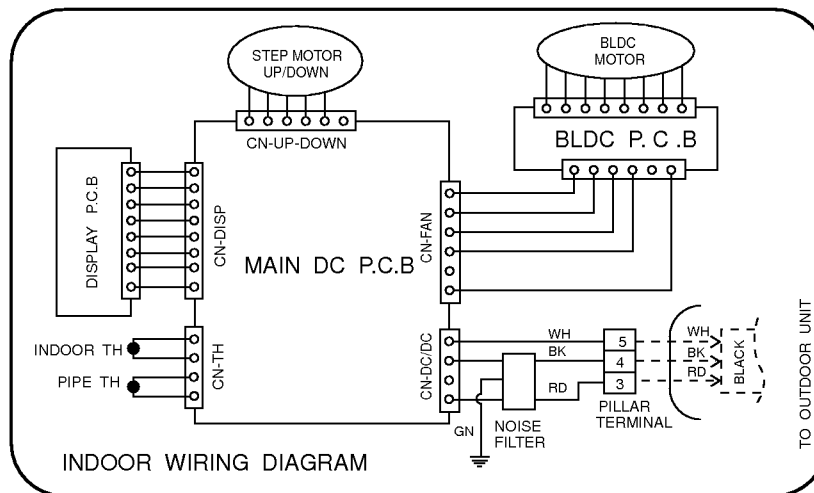 STEP MOTOR
UP/DOWN
CN-UP-DOWN
BLDC
MOTOR
BLDC P.C.B
DISPLAY P.C.B
CN-DISP
MAIN DC P.C.B
CN-FAN
INDOOR TH
PIPE TH
CN-TH
CN-DC/DC
WH
BK
RD
GN
NOISE
FILTER
5
4
3
PILLAR
TERMINAL
WH
BK
RD
BLACK
TO OUTDOOR UNIT
INDOOR WIRING DIAGRAM